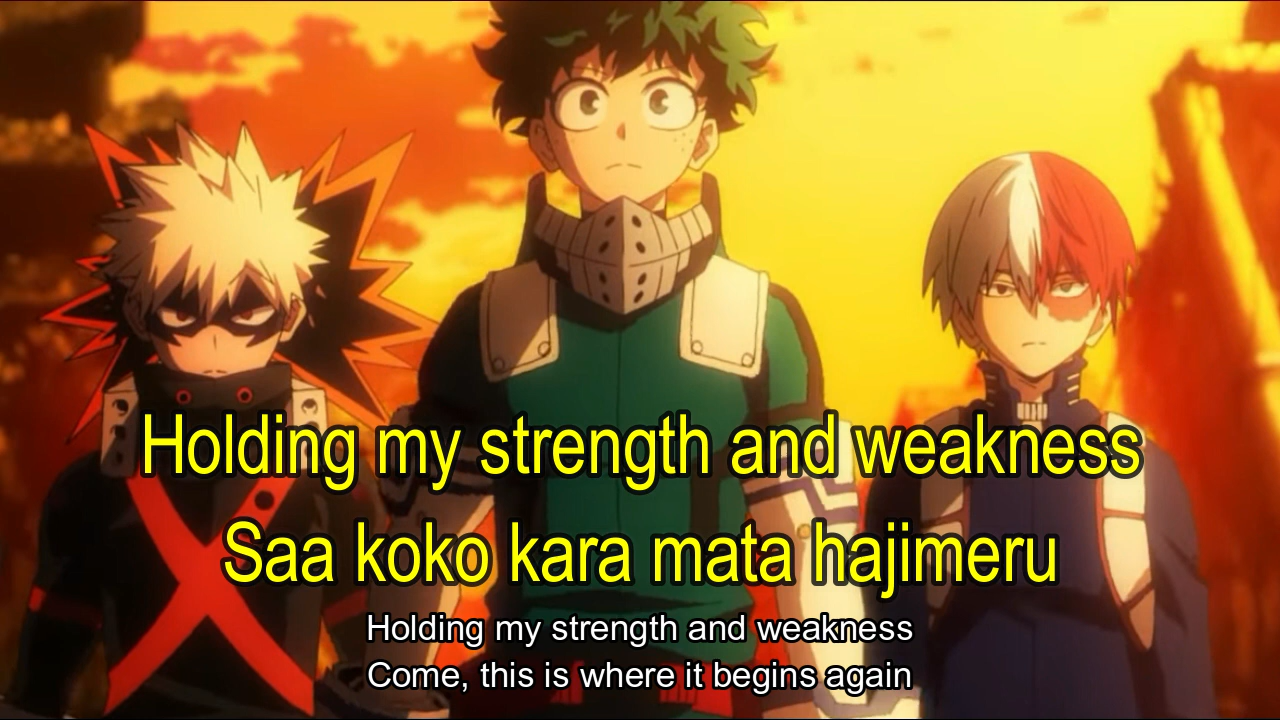 Holding my strength and weakness
Saa koko kara mata hajimeru
Holding my strength and weakness
Come, this is where it begins again